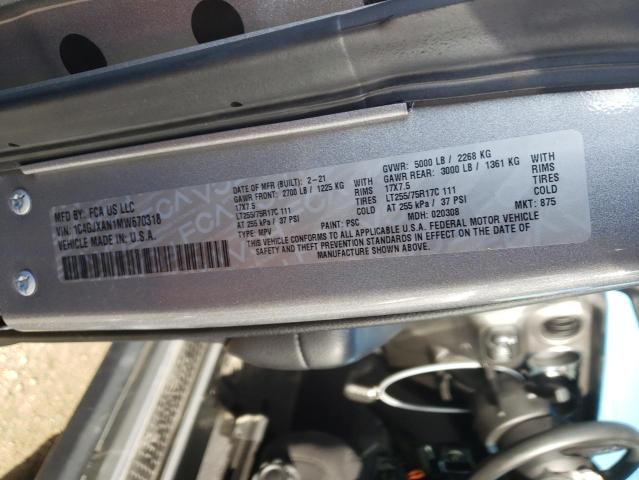 MFD BY: FCA US LLC
VIN: 1C4GJXAN1MW670318
VEHICLE MADE IN: U.S.A.
DATE OF MFR (BUILT): 2-21
GAWR FRONT: 2700 LB / 1225 KG WITH
17X7.5 RIMS
LT255/75R17C 111 TIRES
AT 255 kPa / 37 PSI COLD
TYPE: MPV PAINT: PSC
GVWR: 5000 LB / 2268 KG
GAWR REAR: 3000 LB / 1361 KG WITH
17X7.5 RIMS
LT255/75R17C 111 TIRES
AT 255 kPa / 37 PSI COLD
MDH: 020308 MKT: 875
THIS VEHICLE CONFORMS TO ALL APPLICABLE U.S.A. FEDERAL MOTOR VEHICLE
SAFETY AND THEFT PREVENTION STANDARDS IN EFFECT ON THE DATE OF
MANUFACTURE SHOWN ABOVE.